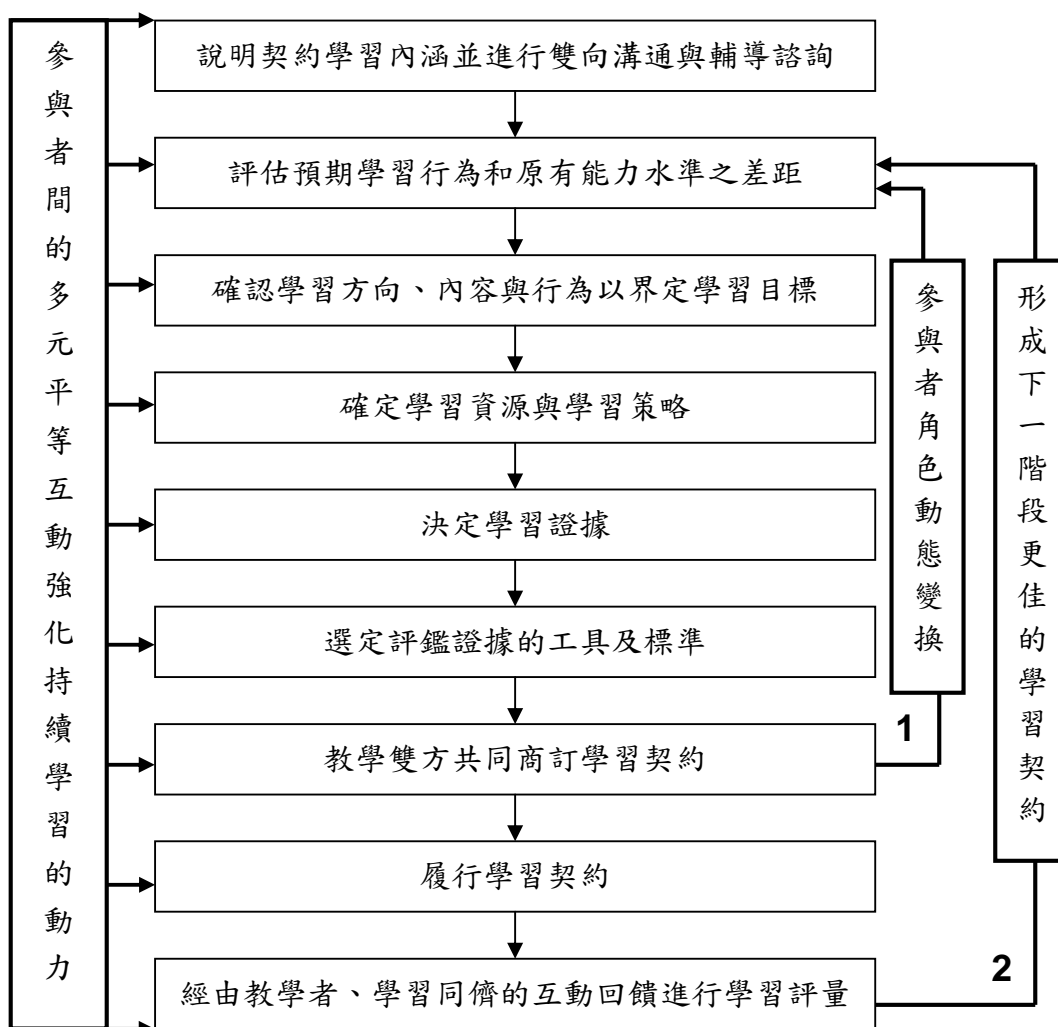 參與者間的多元平等互動強化持續學習的動力
說明契約學習內涵並進行雙向溝通與輔導諮詢
評估預期學習行為和原有能力水準之差距
確認學習方向、內容與行為以界定學習目標
確定學習資源與學習策略
決定學習證據
選定評鑑證據的工具及標準
教學雙方共同商訂學習契約
履行學習契約
經由教學者、學習同儕的互動回饋進行學習評量
參與者角色動態變換
1
形成下一階段更佳的學習契約
2